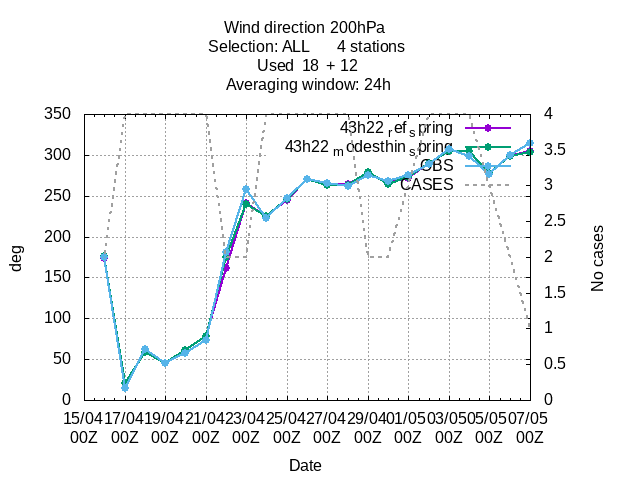 Wind direction 200hPa
Selection: ALL 4 stations
Used 18 + 12
Averaging window: 24h
43h22_ref_spring
43h22_modesthin_spring
OBS
CASES
350
300
250
200
150
100
50
0
4
3.5
3
2.5
2
1.5
1
0.5
0
deg
No cases
15/04 17/04 19/04 21/04 23/04 25/04 27/04 29/04 01/05 03/05 05/05 07/05
00Z 00Z 00Z 00Z 00Z 00Z 00Z 00Z 00Z 00Z 00Z 00Z
Date